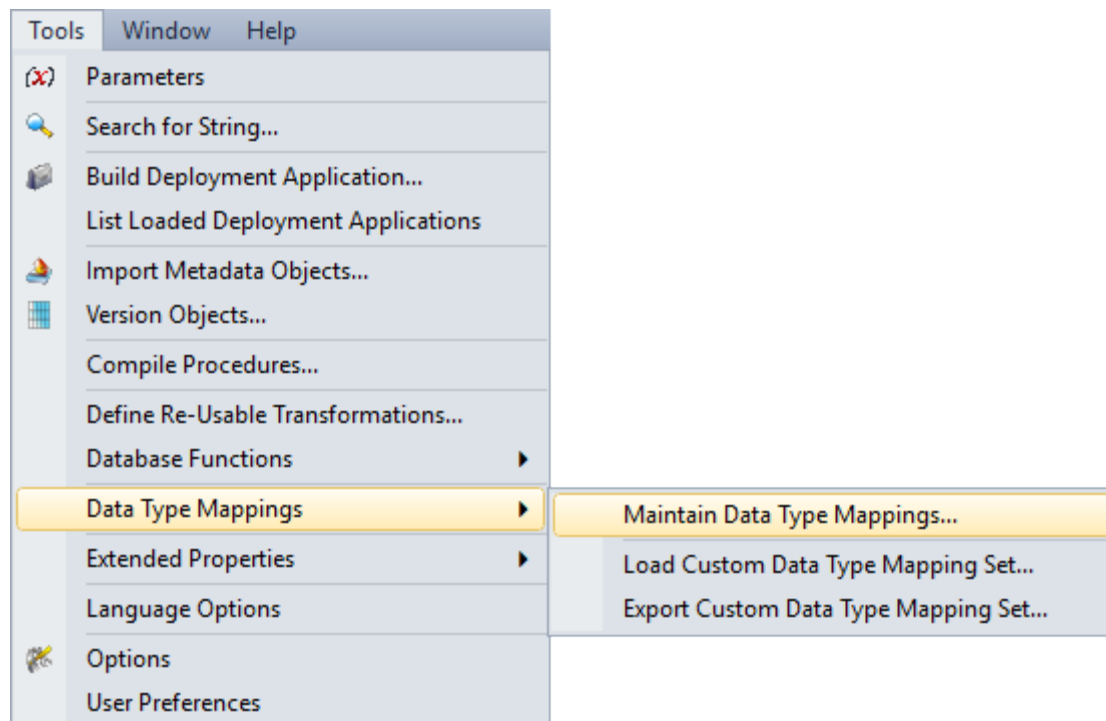 Tools Window Help
(x) Parameters
Search for String...
Build Deployment Application...
List Loaded Deployment Applications
Import Metadata Objects...
Version Objects...
Compile Procedures...
Define Re-Usable Transformations...
Database Functions
Data Type Mappings
Maintain Data Type Mappings...
Extended Properties
Load Custom Data Type Mapping Set...
Language Options
Export Custom Data Type Mapping Set...
Options
User Preferences